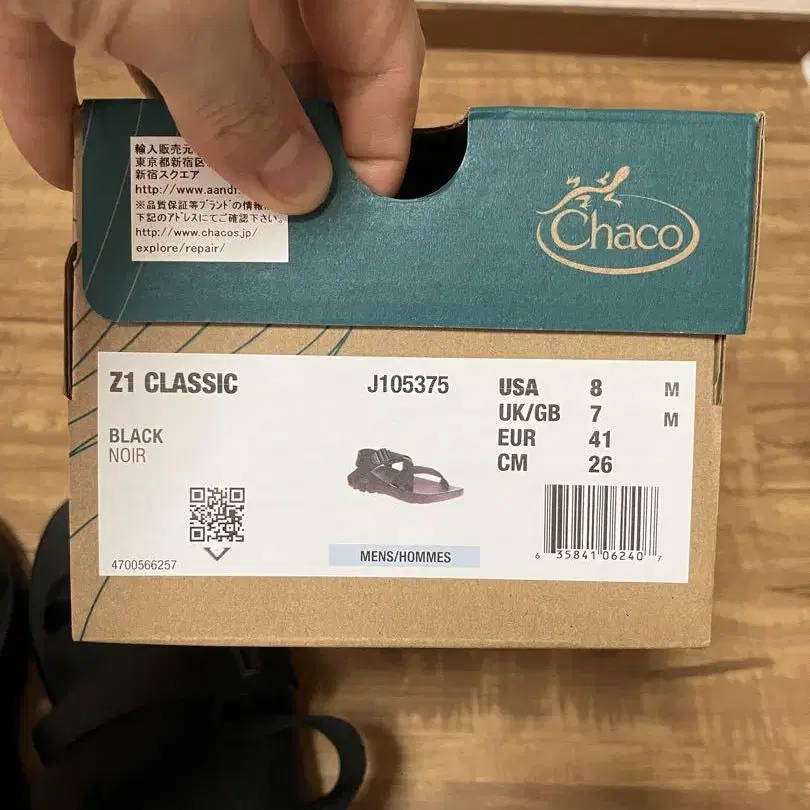 輸入販売元
東京都新宿区
新宿スクエア
http://www.aandf.
※品質保証等ブランドの情報
下記のアドレスにてご確認下さい。
http://www.chacos.jp/
explore/repair/
Chaco
Z1 CLASSIC
J105375
BLACK
NOIR
USA 8 M
UK/GB 7 M
EUR 41
CM 26
4700566257
MENS/HOMMES
6 35841 06240 7